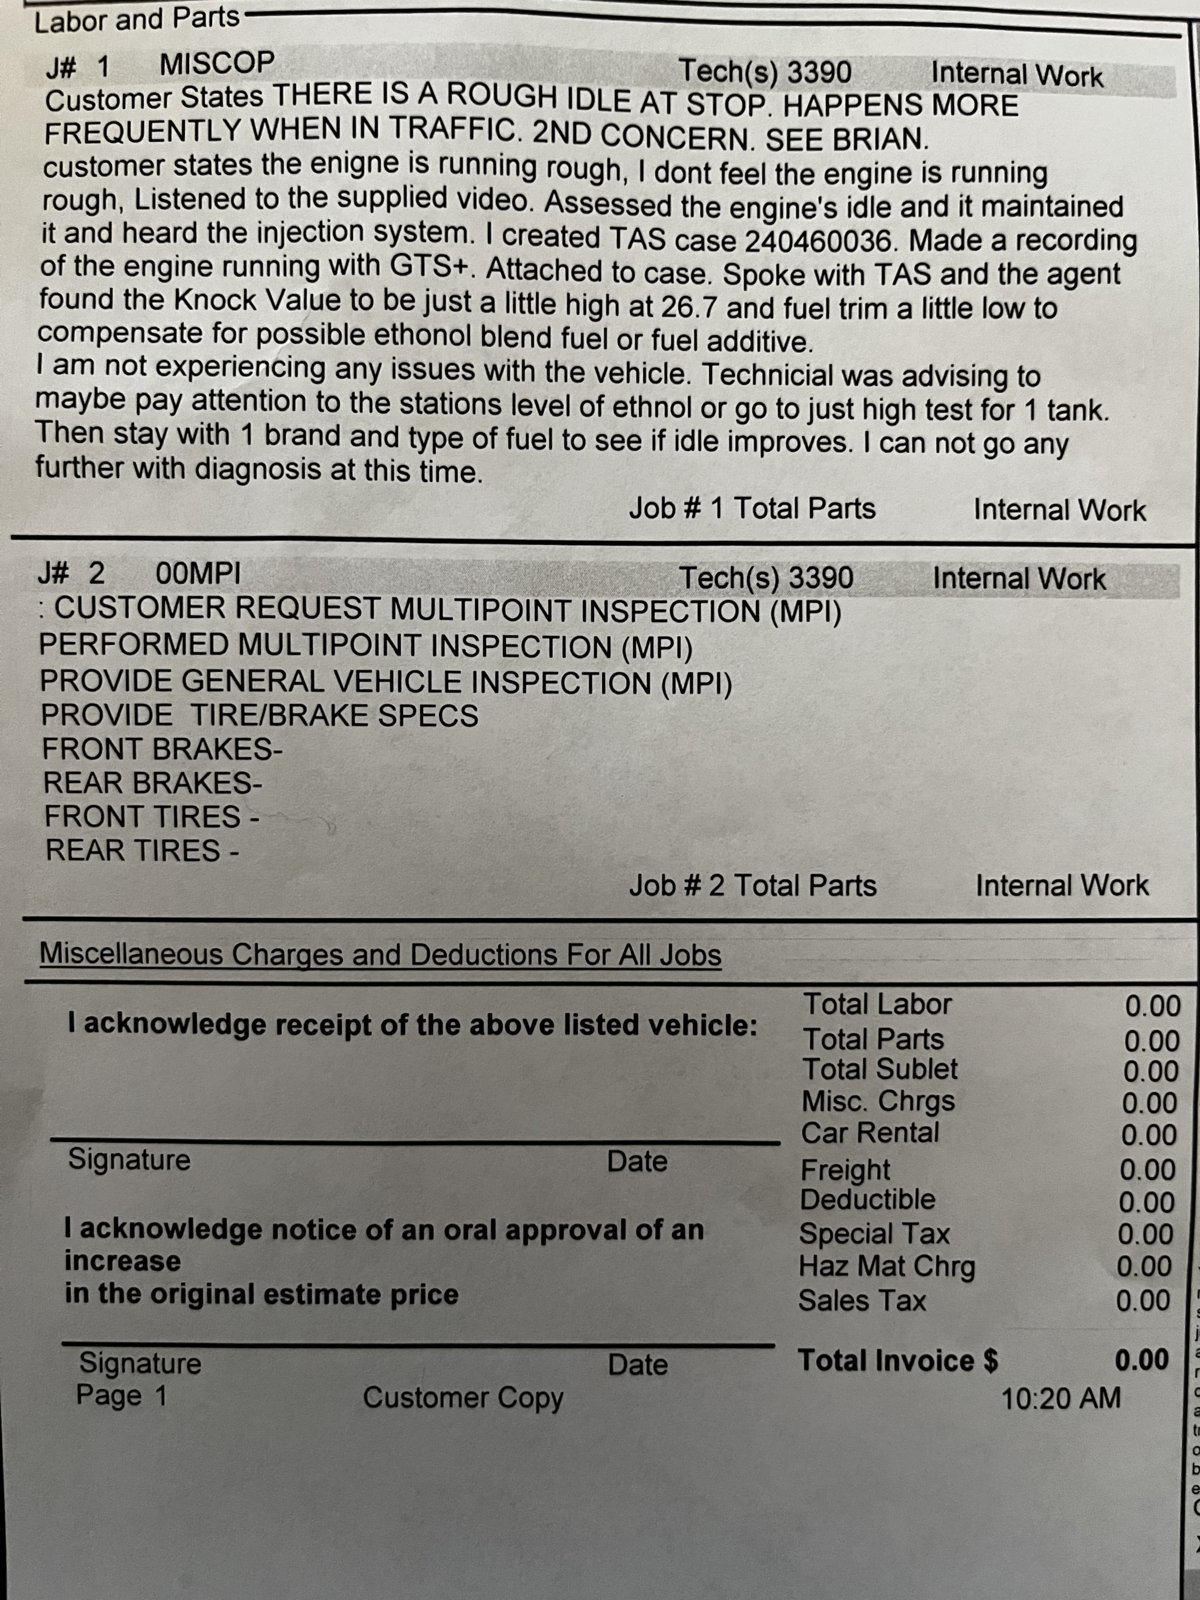 Labor and Parts
J# 1 MISCOP Tech(s) 3390 Internal Work
Customer States THERE IS A ROUGH IDLE AT STOP. HAPPENS MORE
FREQUENTLY WHEN IN TRAFFIC. 2ND CONCERN. SEE BRIAN.
customer states the enigne is running rough, I dont feel the engine is running
rough, Listened to the supplied video. Assessed the engine's idle and it maintained
it and heard the injection system. I created TAS case 240460036. Made a recording
of the engine running with GTS+. Attached to case. Spoke with TAS and the agent
found the Knock Value to be just a little high at 26.7 and fuel trim a little low to
compensate for possible ethonol blend fuel or fuel additive.
I am not experiencing any issues with the vehicle. Technicial was advising to
maybe pay attention to the stations level of ethnol or go to just high test for 1 tank.
Then stay with 1 brand and type of fuel to see if idle improves. I can not go any
further with diagnosis at this time.
Job # 1 Total Parts Internal Work
J# 2 00MPI Tech(s) 3390 Internal Work
: CUSTOMER REQUEST MULTIPOINT INSPECTION (MPI)
PERFORMED MULTIPOINT INSPECTION (MPI)
PROVIDE GENERAL VEHICLE INSPECTION (MPI)
PROVIDE TIRE/BRAKE SPECS
FRONT BRAKES-
REAR BRAKES-
FRONT TIRES -
REAR TIRES -
Job # 2 Total Parts Internal Work
Miscellaneous Charges and Deductions For All Jobs
I acknowledge receipt of the above listed vehicle:
Signature Date
I acknowledge notice of an oral approval of an
increase
in the original estimate price
Signature Date
Total Labor 0.00
Total Parts 0.00
Total Sublet 0.00
Misc. Chrgs 0.00
Car Rental 0.00
Freight 0.00
Deductible 0.00
Special Tax 0.00
Haz Mat Chrg 0.00
Sales Tax 0.00
Total Invoice $ 0.00
Page 1 Customer Copy 10:20 AM